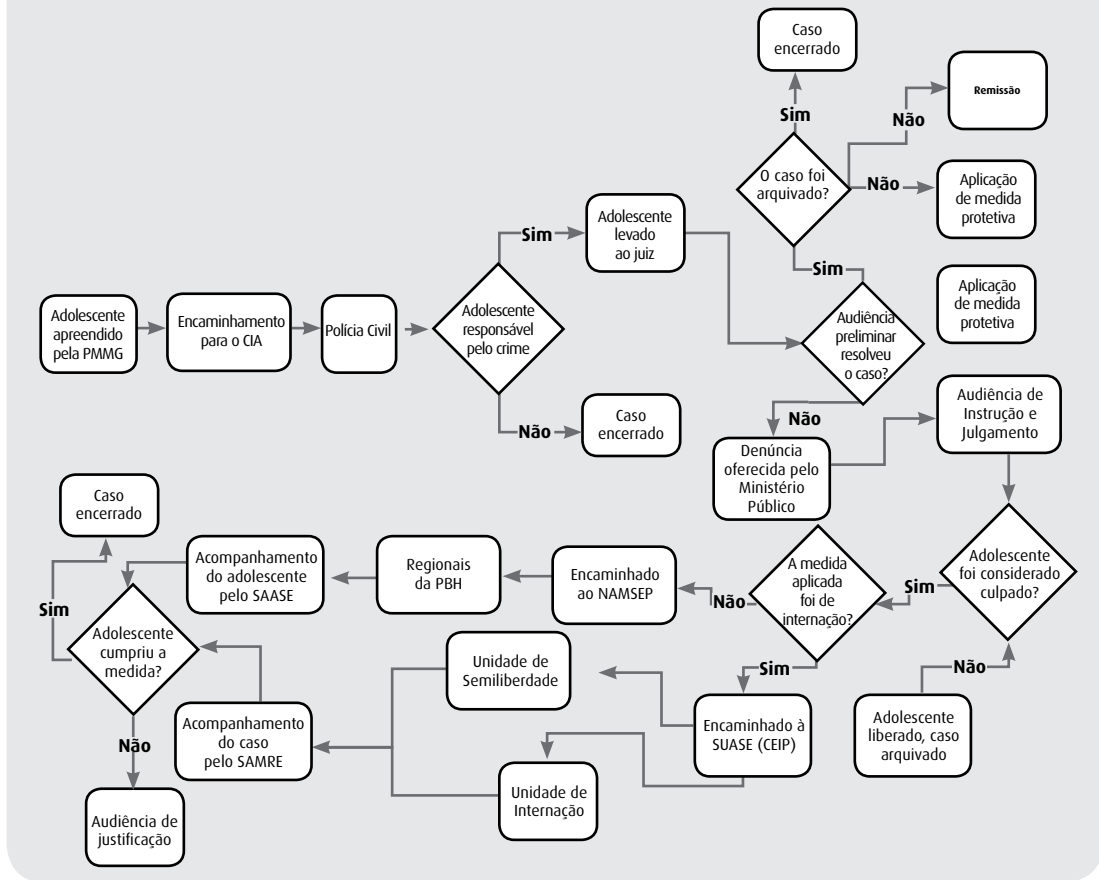 Caso
encerrado
Remissão
Sim
Não
O caso foi
arquivado?
Não
Aplicação
de medida
protetiva
Adolescente
levado
ao juiz
Sim
Sim
Aplicação
de medida
protetiva
Adolescente
apreendido
pela PMMG
Encaminhamento
para o CIA
Polícia Civil
Adolescente
responsável
pelo crime
Audiência
preliminar
resolveu
o caso?
Não
Caso
encerrado
Não
Audiência de
Instrução e
Julgamento
Denúncia
oferecida pelo
Ministério
Público
Caso
encerrado
Acompanhamento
do adolescente
pelo SAASE
Regionais
da PBH
Encaminhado
ao NAMSEP
Não
A medida
aplicada
foi de
internação?
Sim
Adolescente
foi considerado
culpado?
Sim
Adolescente
cumpriu a
medida?
Unidade de
Semiliberdade
Sim
Não
Acompanhamento
do caso
pelo SAMRE
Encaminhado à
SUASE (CEIP)
Adolescente
liberado, caso
arquivado
Não
Unidade de
Internação
Audiência de
justificação